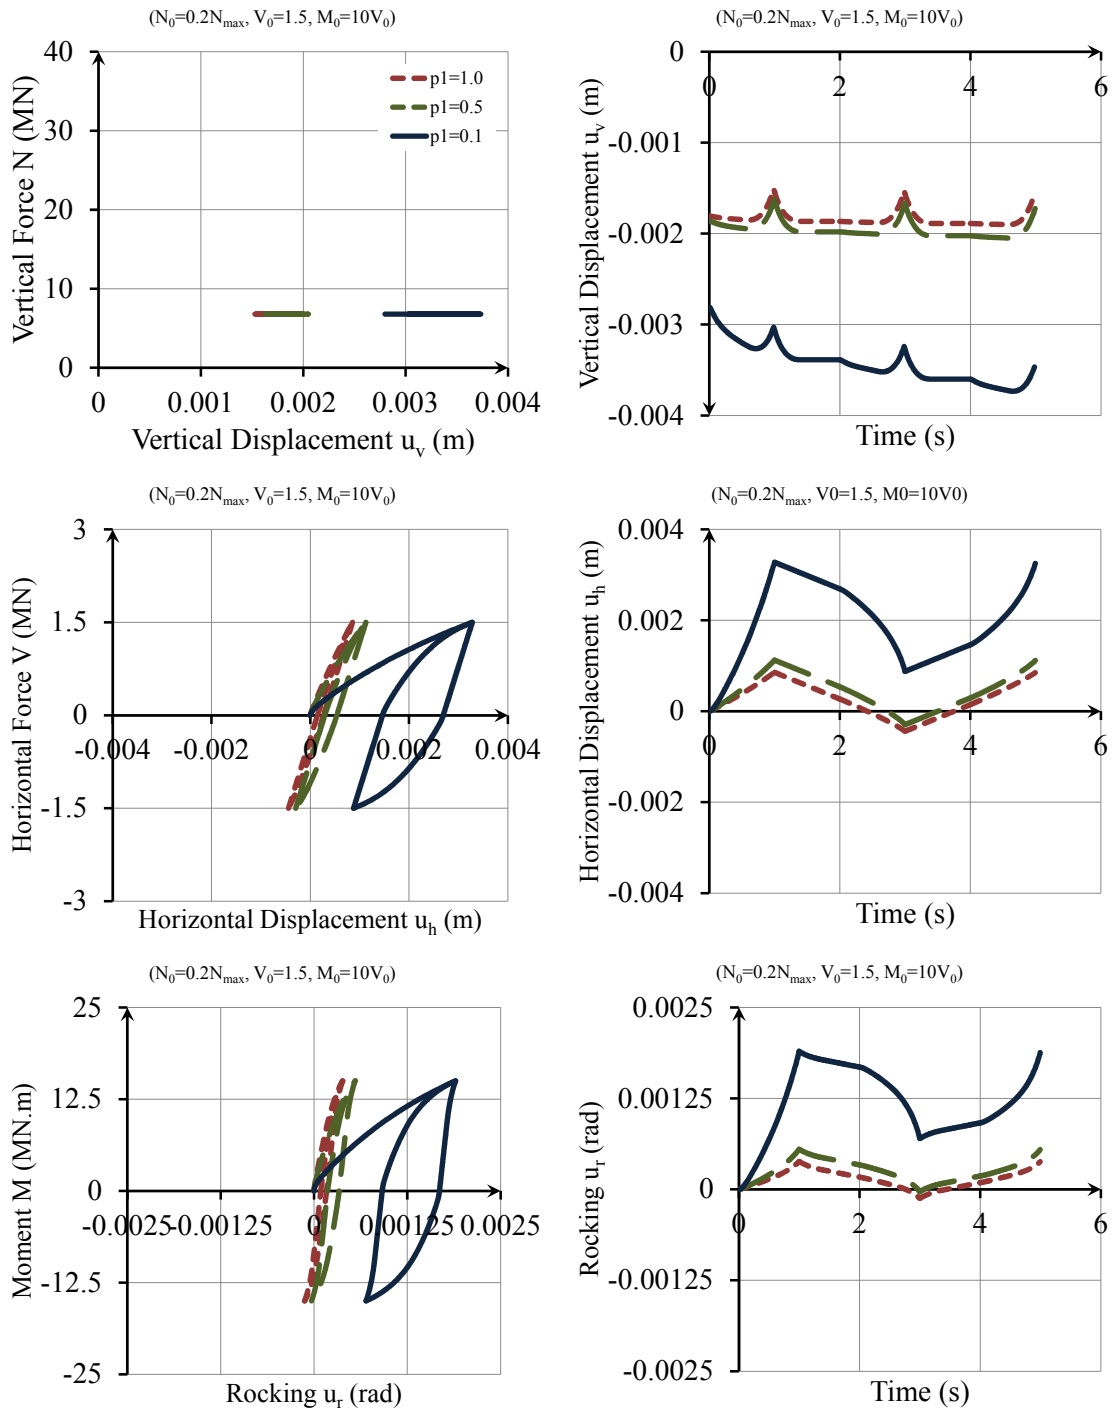 (N₀=0.2Nₘₐₓ, V₀=1.5, M₀=10V₀)
Vertical Force N (MN)
40
30
20
10
0
p1=1.0
p1=0.5
p1=0.1
0 0.001 0.002 0.003 0.004
Vertical Displacement uᵥ (m)
(N₀=0.2Nₘₐₓ, V₀=1.5, M₀=10V₀)
Vertical Displacement uᵥ (m)
0
-0.001
-0.002
-0.003
-0.004
0 2 4 6
Time (s)
(N₀=0.2Nₘₐₓ, V₀=1.5, M₀=10V₀)
Horizontal Force V (MN)
3
1.5
0
-1.5
-3
-0.004 -0.002 0 0.002 0.004
Horizontal Displacement uₕ (m)
(N₀=0.2Nₘₐₓ, V0=1.5, M0=10V0)
Horizontal Displacement uₕ (m)
0.004
0.002
0
-0.002
-0.004
0 2 4 6
Time (s)
(N₀=0.2Nₘₐₓ, V₀=1.5, M₀=10V₀)
Moment M (MN.m)
25
12.5
0
-12.5
-25
-0.0025 -0.00125 0 0.00125 0.0025
Rocking uᵣ (rad)
(N₀=0.2Nₘₐₓ, V₀=1.5, M₀=10V₀)
Rocking uᵣ (rad)
0.0025
0.00125
0
-0.00125
-0.0025
0 2 4 6
Time (s)